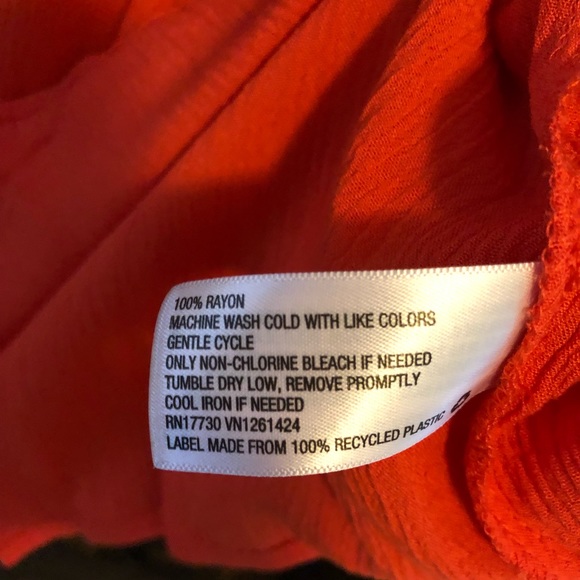 100% RAYON
MACHINE WASH COLD WITH LIKE COLORS
GENTLE CYCLE
ONLY NON-CHLORINE BLEACH IF NEEDED
TUMBLE DRY LOW, REMOVE PROMPTLY
COOL IRON IF NEEDED
RN17730 VN1261424
LABEL MADE FROM 100% RECYCLED PLASTIC